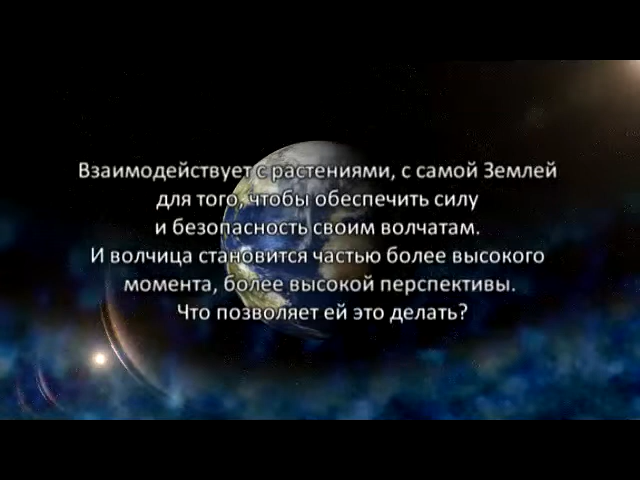 Взаимодействует с растениями, с самой Землей
для того, чтобы обеспечить силу
и безопасность своим волчатам.
И волчица становится частью более высокого
момента, более высокой перспективы.
Что позволяет ей это делать?